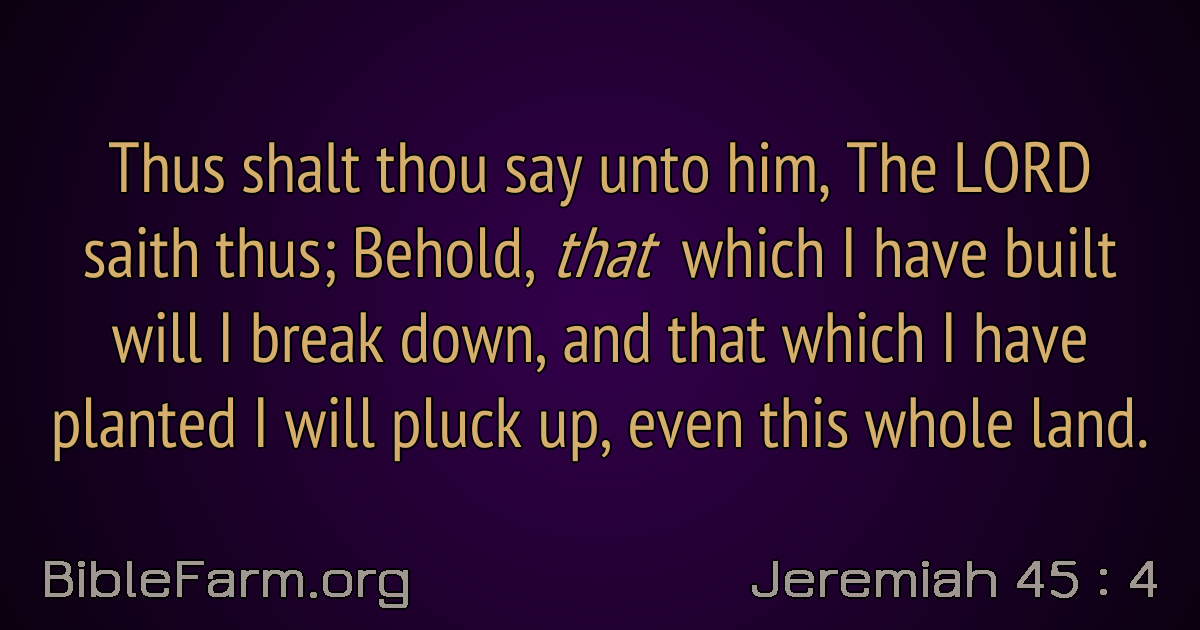 Thus shalt thou say unto him, The LORD
saith thus; Behold, that which I have built
will I break down, and that which I have
planted I will pluck up, even this whole land.
BibleFarm.org
Jeremiah 45 : 4